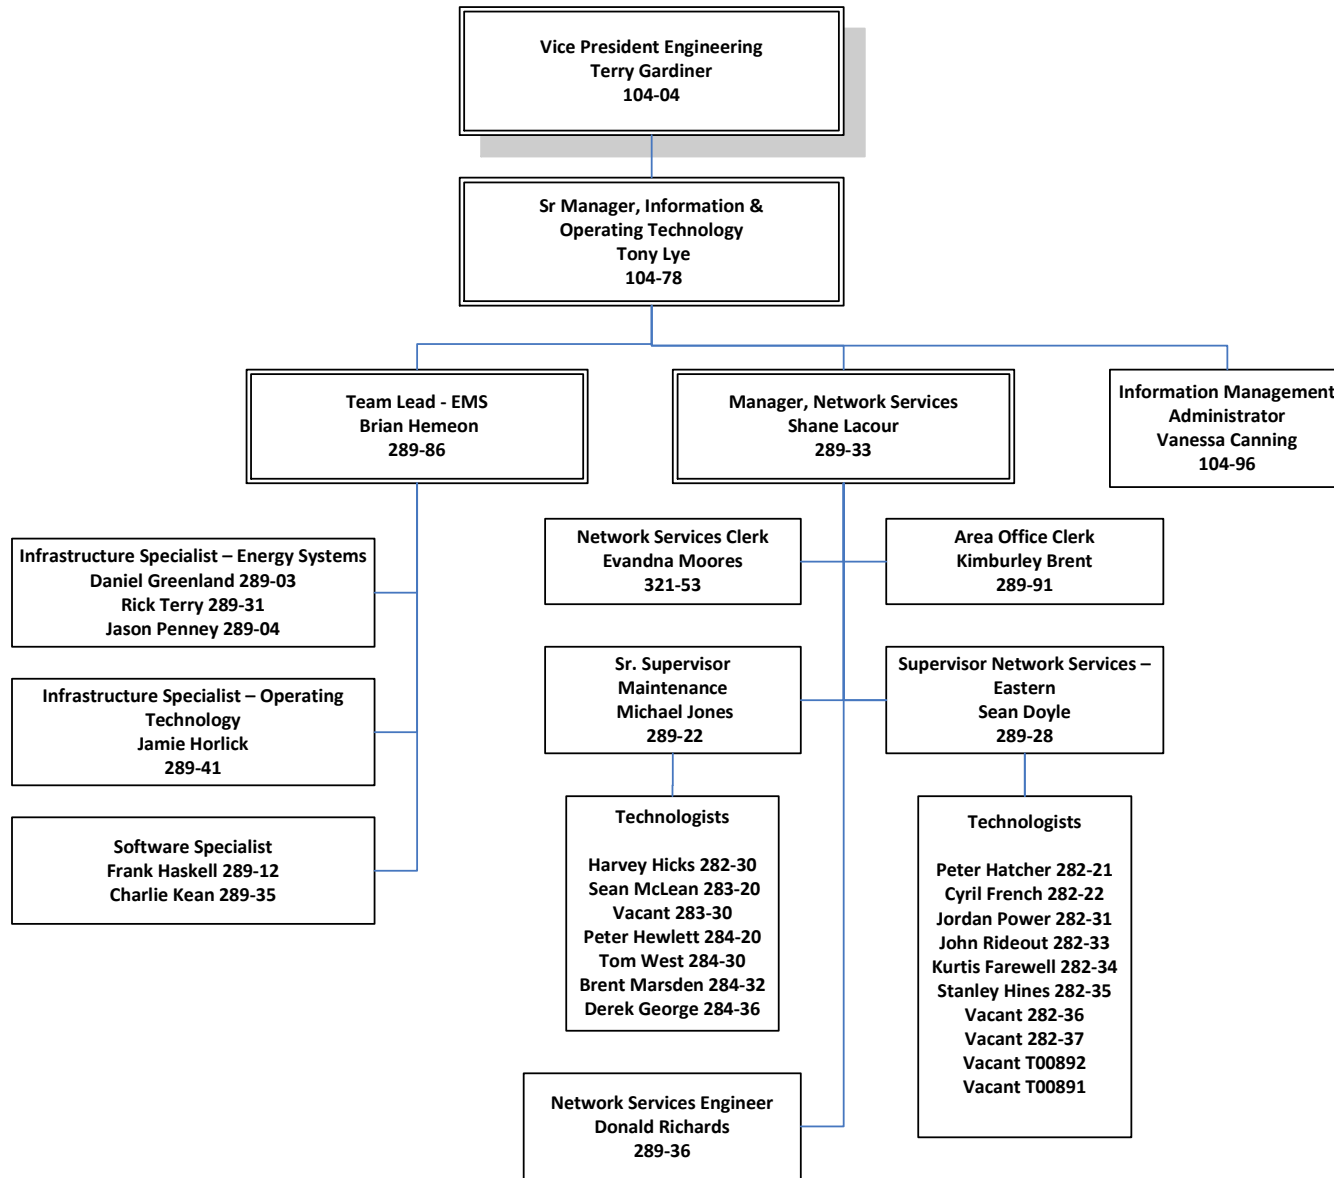 Vice President Engineering
Terry Gardiner
104-04
Sr Manager, Information &
Operating Technology
Tony Lye
104-78
Team Lead - EMS
Brian Hemeon
289-86
Manager, Network Services
Shane Lacour
289-33
Information Management
Administrator
Vanessa Canning
104-96
Infrastructure Specialist – Energy Systems
Daniel Greenland 289-03
Rick Terry 289-31
Jason Penney 289-04
Infrastructure Specialist – Operating
Technology
Jamie Horlick
289-41
Software Specialist
Frank Haskell 289-12
Charlie Kean 289-35
Network Services Clerk
Evandna Moores
321-53
Area Office Clerk
Kimburley Brent
289-91
Sr. Supervisor
Maintenance
Michael Jones
289-22
Supervisor Network Services –
Eastern
Sean Doyle
289-28
Technologists
Harvey Hicks 282-30
Sean McLean 283-20
Vacant 283-30
Peter Hewlett 284-20
Tom West 284-30
Brent Marsden 284-32
Derek George 284-36
Technologists
Peter Hatcher 282-21
Cyril French 282-22
Jordan Power 282-31
John Rideout 282-33
Kurtis Farewell 282-34
Stanley Hines 282-35
Vacant 282-36
Vacant 282-37
Vacant T00892
Vacant T00891
Network Services Engineer
Donald Richards
289-36